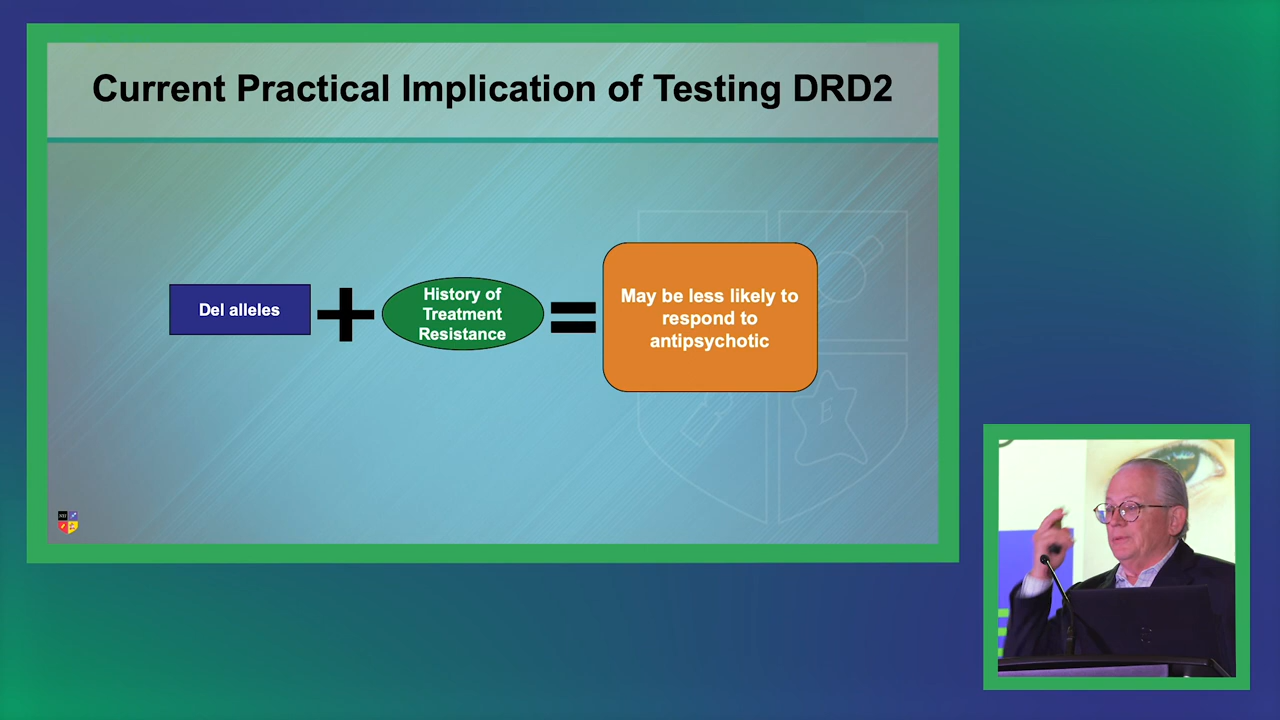 Current Practical Implication of Testing DRD2
Del alleles
+
History of
Treatment
Resistance
=
May be less likely to
respond to
antipsychotic
E